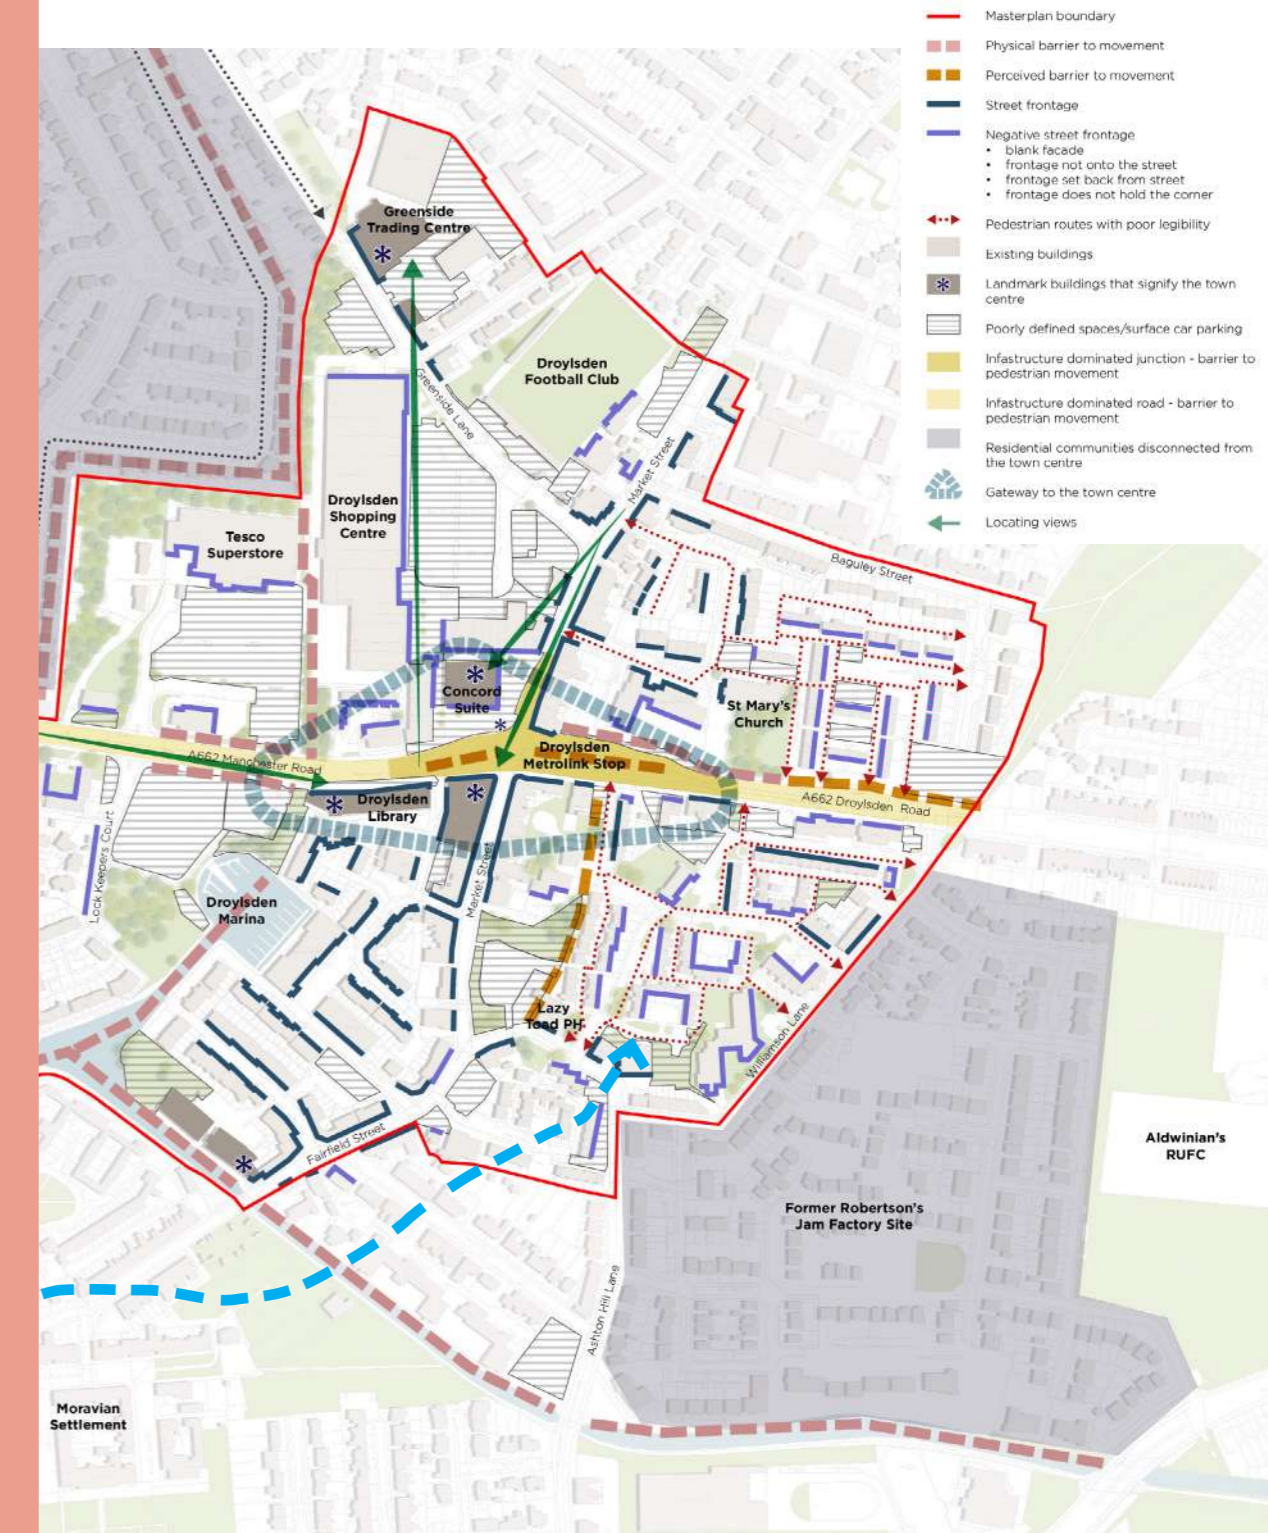 Masterplan boundary
Physical barrier to movement
Perceived barrier to movement
Street frontage
Negative street frontage
• blank facade
• frontage not onto the street
• frontage set back from street
• frontage does not hold the corner
Pedestrian routes with poor legibility
Existing buildings
Landmark buildings that signify the town
centre
Poorly defined spaces/surface car parking
Infastructure dominated junction - barrier to
pedestrian movement
Infastructure dominated road - barrier to
pedestrian movement
Residential communities disconnected from
the town centre
Gateway to the town centre
Locating views
Greenside
Trading Centre
Droylsden
Football Club
Greenside Lane
Market Street
Droylsden
Shopping
Centre
Tesco
Superstore
Baguley Street
Concord
Suite
St Mary's
Church
Droylsden
Metrolink Stop
A662 Manchester Road
Droylsden
Library
A662 Droylsden Road
Lock Keepers Court
Market Street
Droylsden
Marina
Lazy
Toad PH
Williamson Lane
Fairfield Street
Aldwinian's
RUFC
Former Robertson's
Jam Factory Site
Ashton Hill Lane
Moravian
Settlement